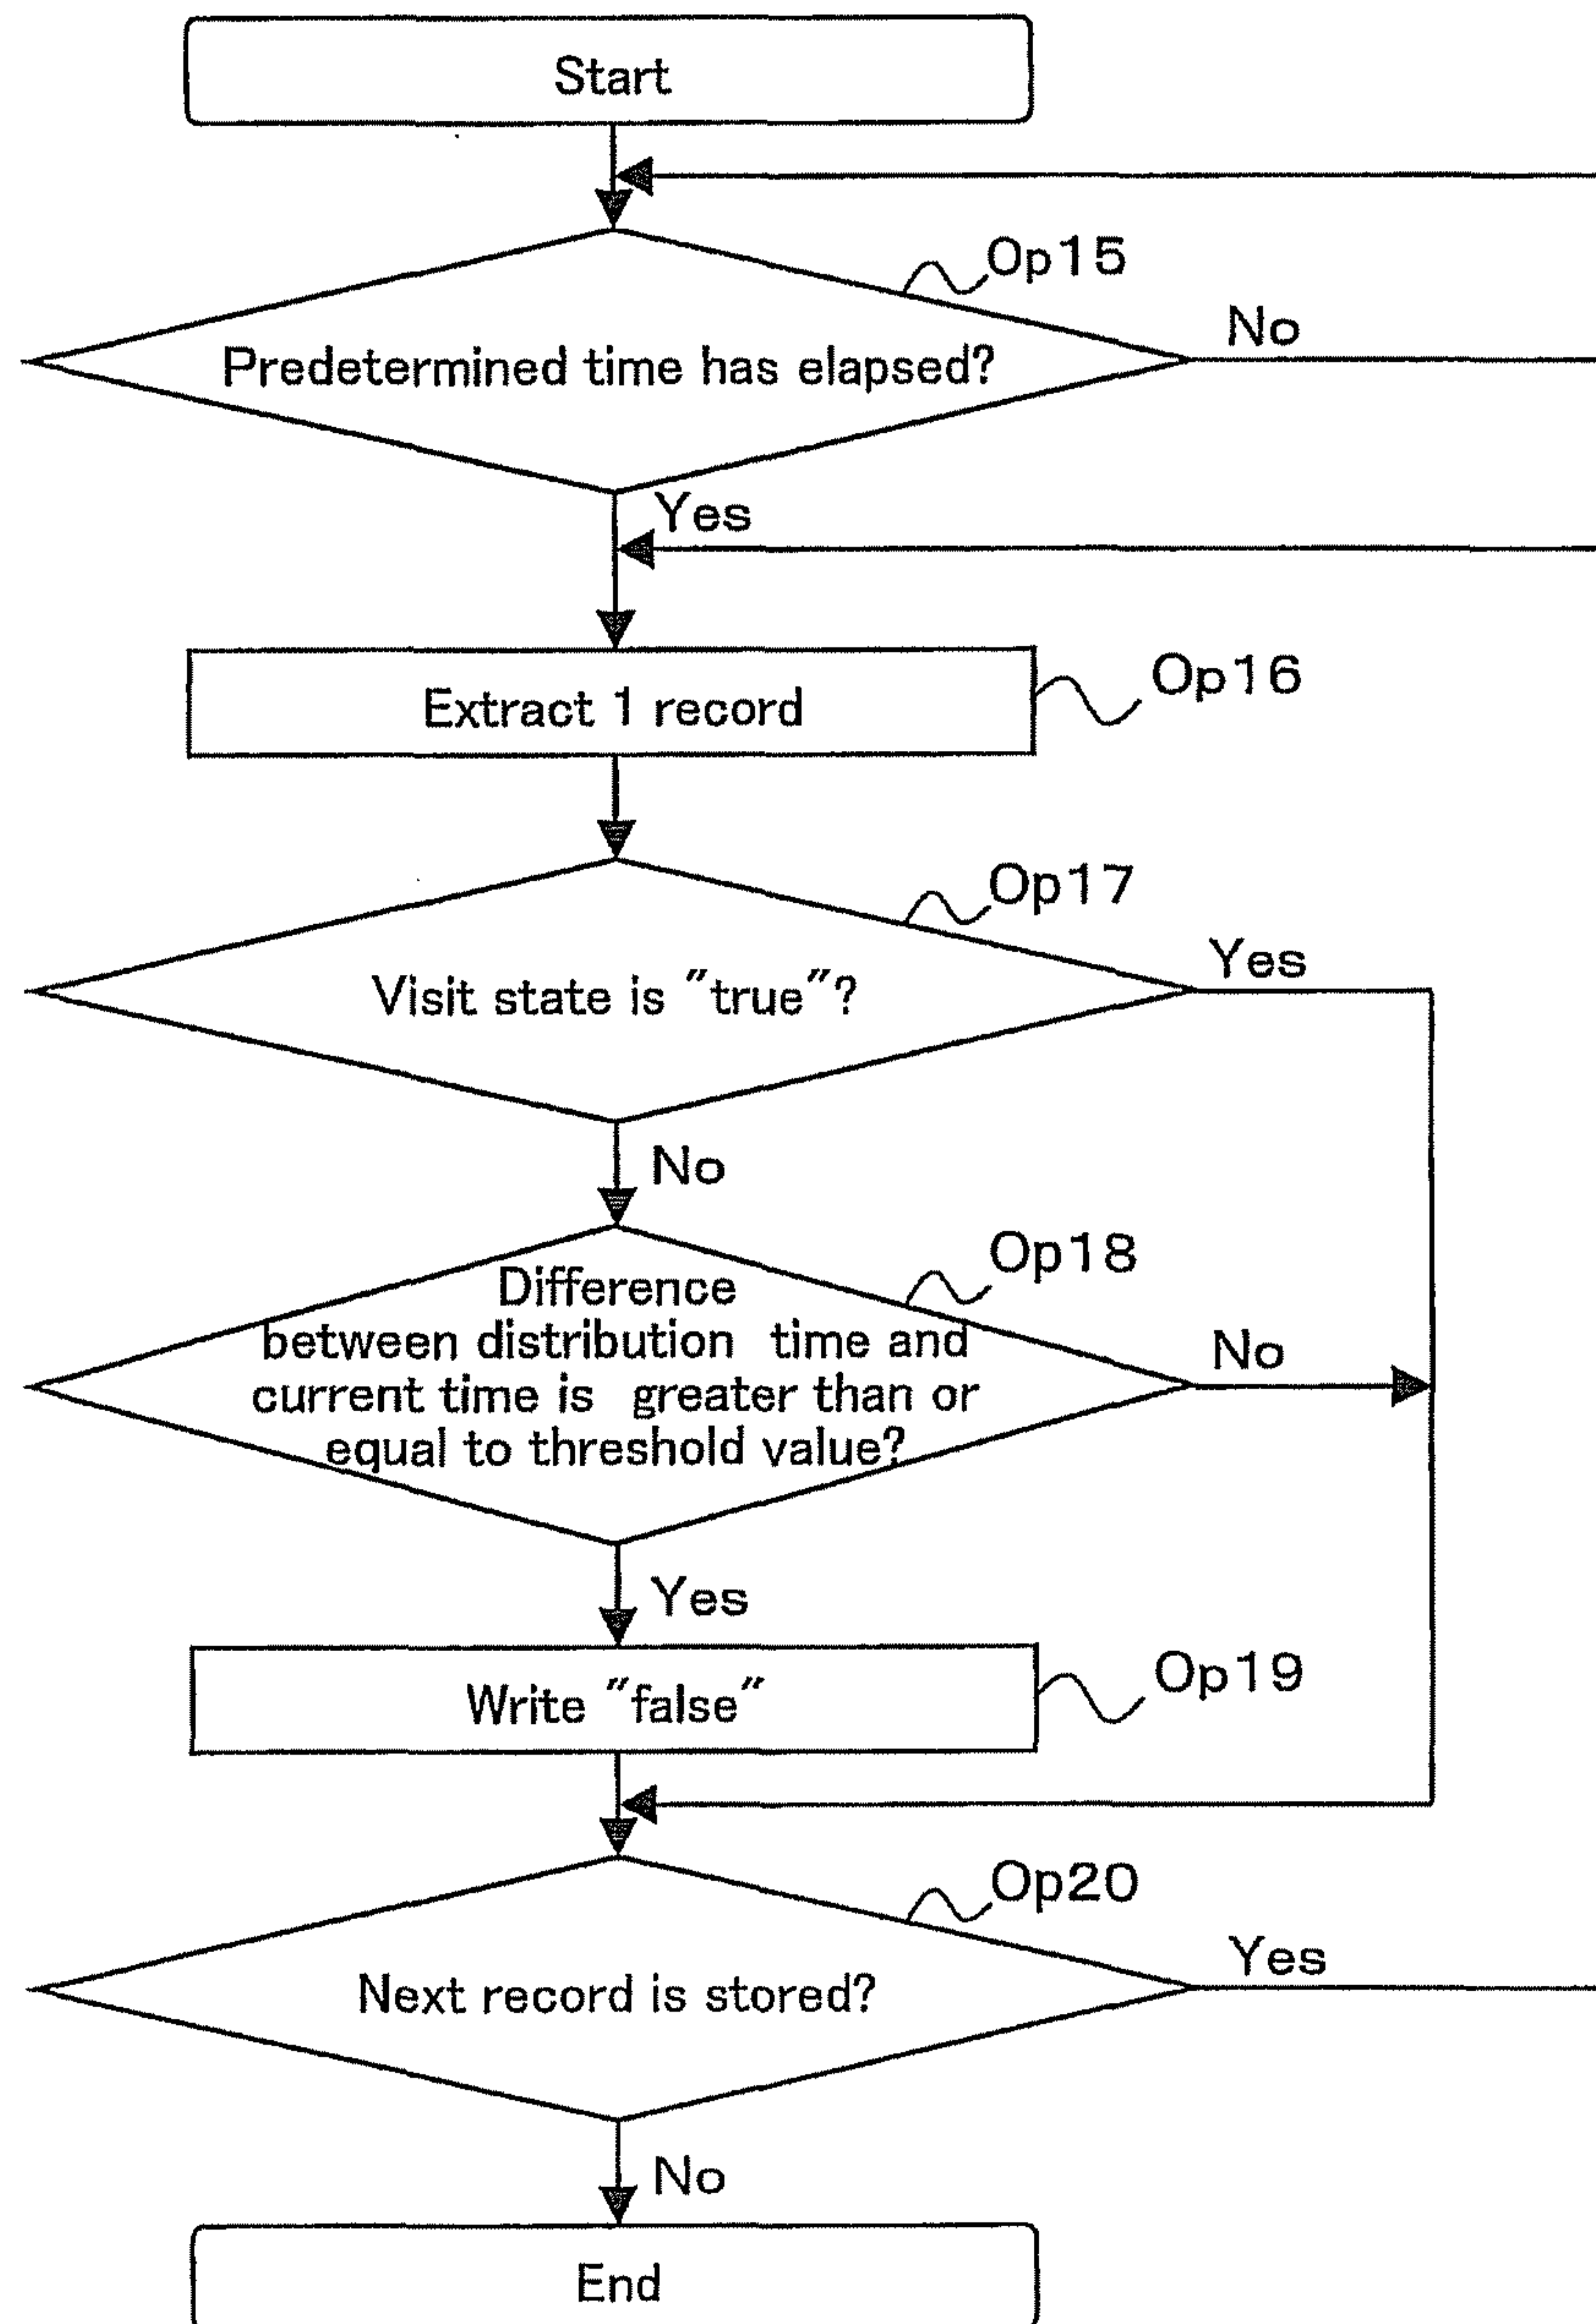 Start
Op15
Predetermined time has elapsed?
No
Yes
Extract 1 record
Op16
Op17
Visit state is "true"?
Yes
No
Op18
Difference
between distribution time and
current time is greater than or
equal to threshold value?
No
Yes
Write "false"
Op19
Op20
Next record is stored?
Yes
No
End